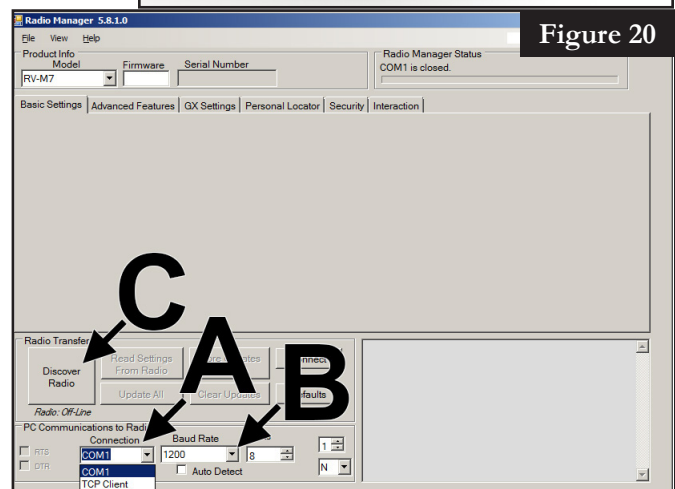 Radio Manager 5.8.1.0
Figure 20
File View Help
Product Info
Model Firmware Serial Number
RV-M7
Radio Manager Status
COM1 is closed.
Basic Settings Advanced Features GX Settings Personal Locator Security Interaction
C
A
B
Radio Transfer
Discover
Radio
Read Settings
From Radio
Update All
Clear Updates
Radio: Off-Line
PC Communications to Radio
Connection Baud Rate
RTS
DTR
COM1
1200
8
1
N
Auto Detect
COM1
TCP Client